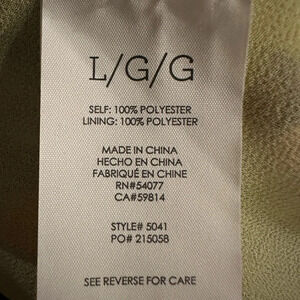 L/G/G
SELF: 100% POLYESTER
LINING: 100% POLYESTER
MADE IN CHINA
HECHO EN CHINA
FABRIQUÉ EN CHINE
RN#54077
CA#59814
STYLE# 5041
PO# 215058
SEE REVERSE FOR CARE